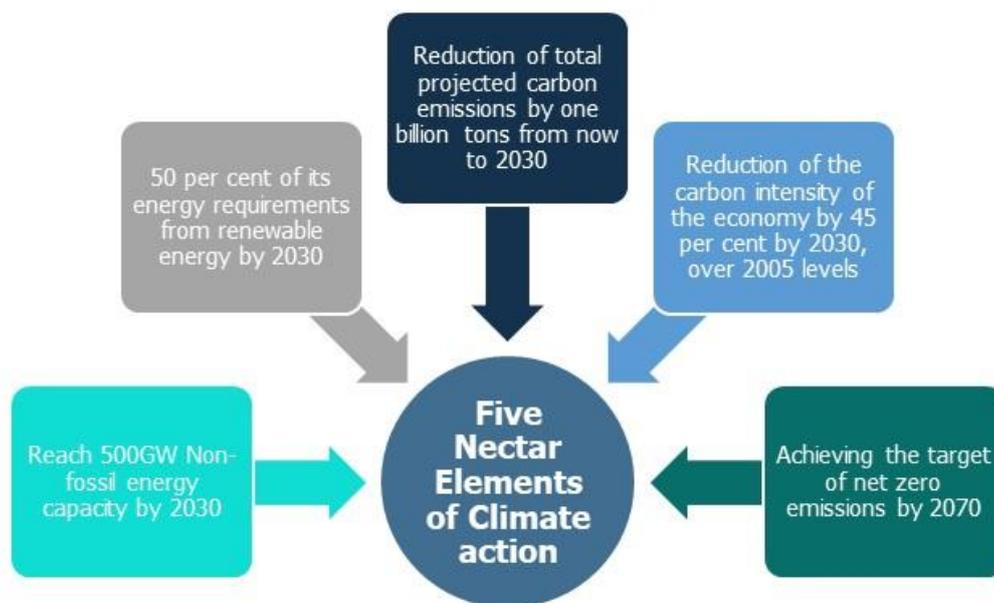 Reduction of total
projected carbon
emissions by one
billion tons from now
to 2030
50 per cent of its
energy requirements
from renewable
energy by 2030
Reduction of the
carbon intensity of
the economy by 45
per cent by 2030,
over 2005 levels
Reach 500GW Non-
fossil energy
capacity by 2030
Five
Nectar
Elements
of Climate
action
Achieving the target
of net zero
emissions by 2070